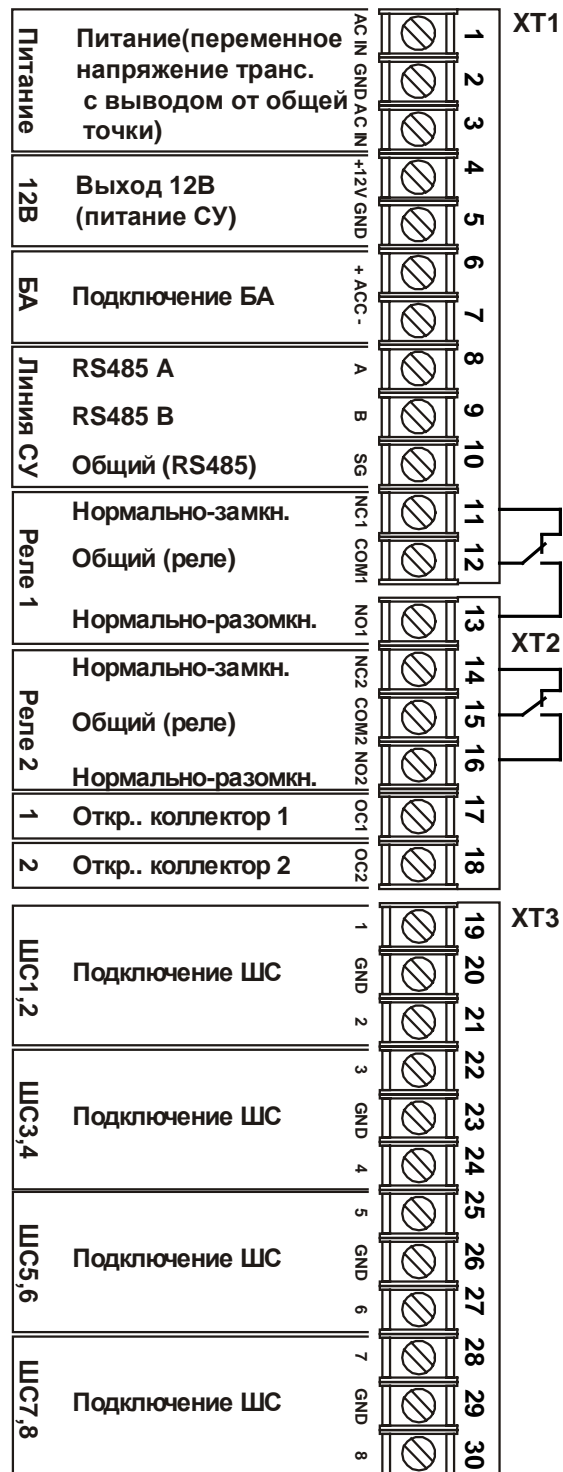 XT1
Питание
Питание(переменное
напряжение транс.
с выводом от общей
точки)
AC IN GND AC IN
1
2
3
12В
Выход 12В
(питание СУ)
+12V GND
4
5
БА
Подключение БА
+ ACC -
6
7
Линия СУ
RS485 A
A
8
RS485 B
B
9
Общий (RS485)
SG
10
Реле 1
Нормально-замкн.
NC1
11
Общий (реле)
COM1
12
Нормально-разомкн.
NO1
13
XT2
Реле 2
Нормально-замкн.
NC2
14
Общий (реле)
COM2
15
Нормально-разомкн.
NO2
16
1
Откр.. коллектор 1
OC1
17
2
Откр.. коллектор 2
OC2
18
XT3
ШС1,2
Подключение ШС
1
GND
2
19
20
21
ШС3,4
Подключение ШС
3
GND
4
22
23
24
ШС5,6
Подключение ШС
5
GND
6
25
26
27
ШС7,8
Подключение ШС
7
GND
8
28
29
30